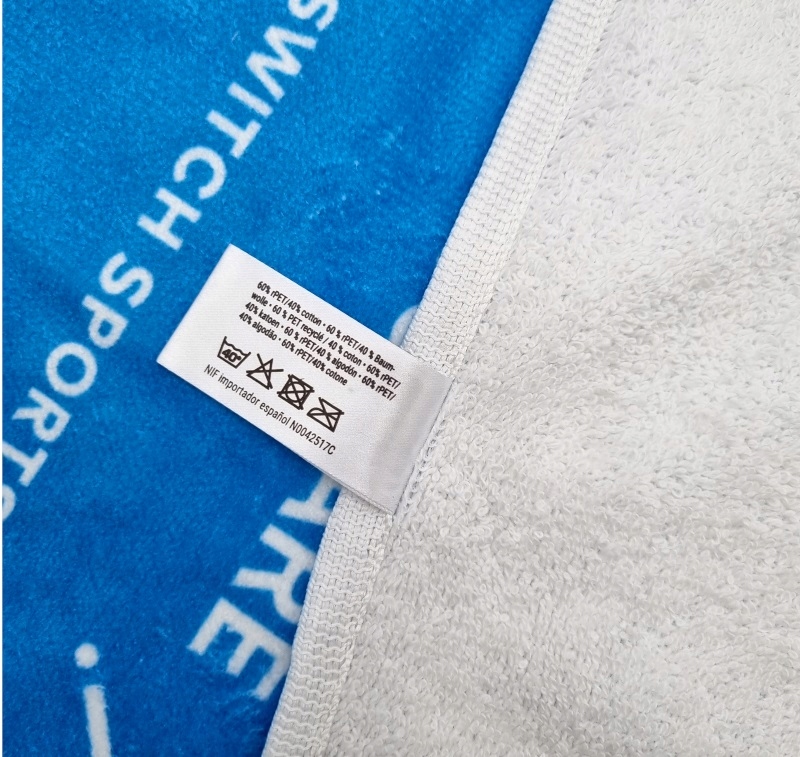 SWITCH SPORTS
60% rPET/40% cotton • 60 % rPET/40 % Baum-
wolle • 60 % PET recyclé / 40 % coton • 60% rPET/
40% katoen • 60 % rPET/40 % algodón • 60% rPET/
40% algodão • 60% rPET/40% cotone
40°
NIF importador español N0042517C
ARE